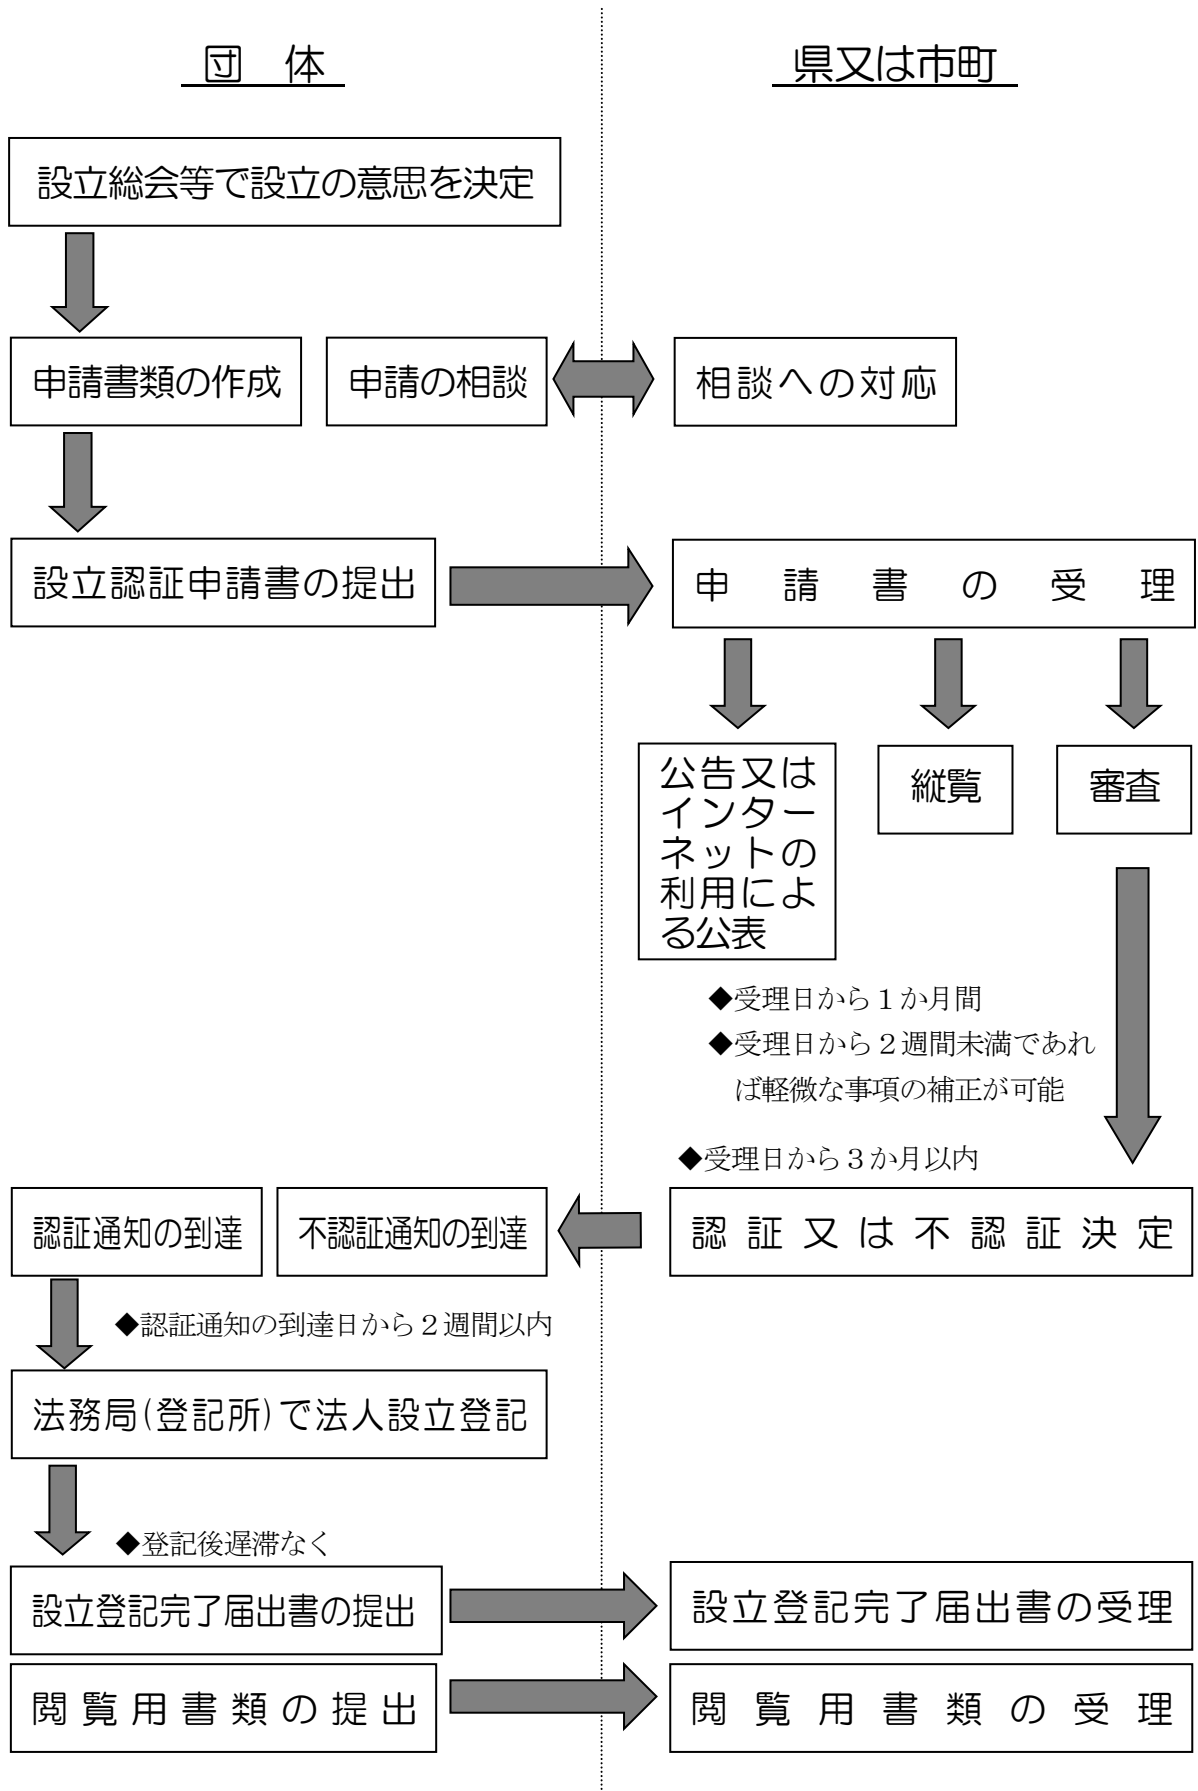 団　体
県又は市町
設立総会等で設立の意思を決定
申請書類の作成
申請の相談
相談への対応
設立認証申請書の提出
申請書の受理
公告又は
インター
ネットの
利用によ
る公表
縦覧
審査
◆受理日から１か月間
◆受理日から２週間未満であれ
ば軽微な事項の補正が可能
◆受理日から３か月以内
認証通知の到達
不認証通知の到達
認証又は不認証決定
◆認証通知の到達日から２週間以内
法務局(登記所)で法人設立登記
◆登記後遅滞なく
設立登記完了届出書の提出
設立登記完了届出書の受理
閲覧用書類の提出
閲覧用書類の受理